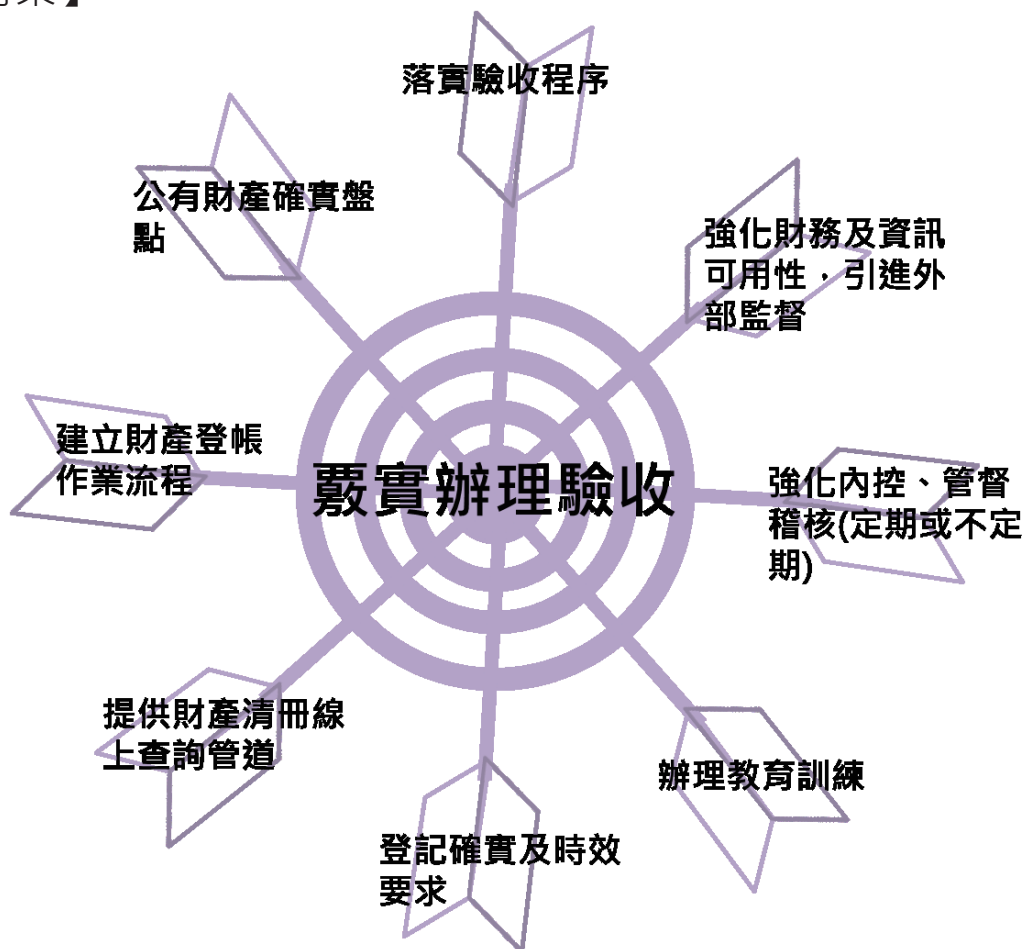 落實驗收程序
強化財務及資訊
可用性，引進外
部監督
強化內控、管督
稽核(定期或不定
期)
辦理教育訓練
登記確實及時效
要求
提供財產清冊線
上查詢管道
建立財產登帳
作業流程
公有財產確實盤
點
覈實辦理驗收